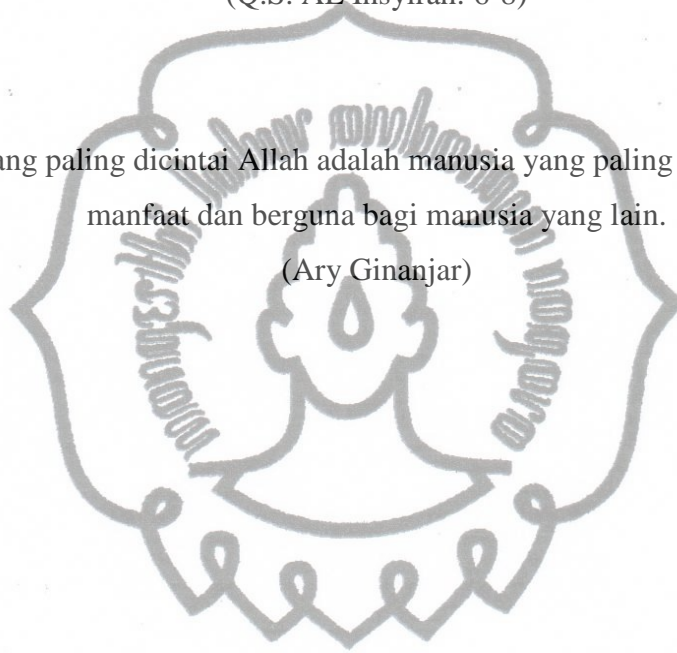 (Q.S. AL Insyirah: 6-8)
ang paling dicintai Allah adalah manusia yang paling
manfaat dan berguna bagi manusia yang lain.
(Ary Ginanjar)